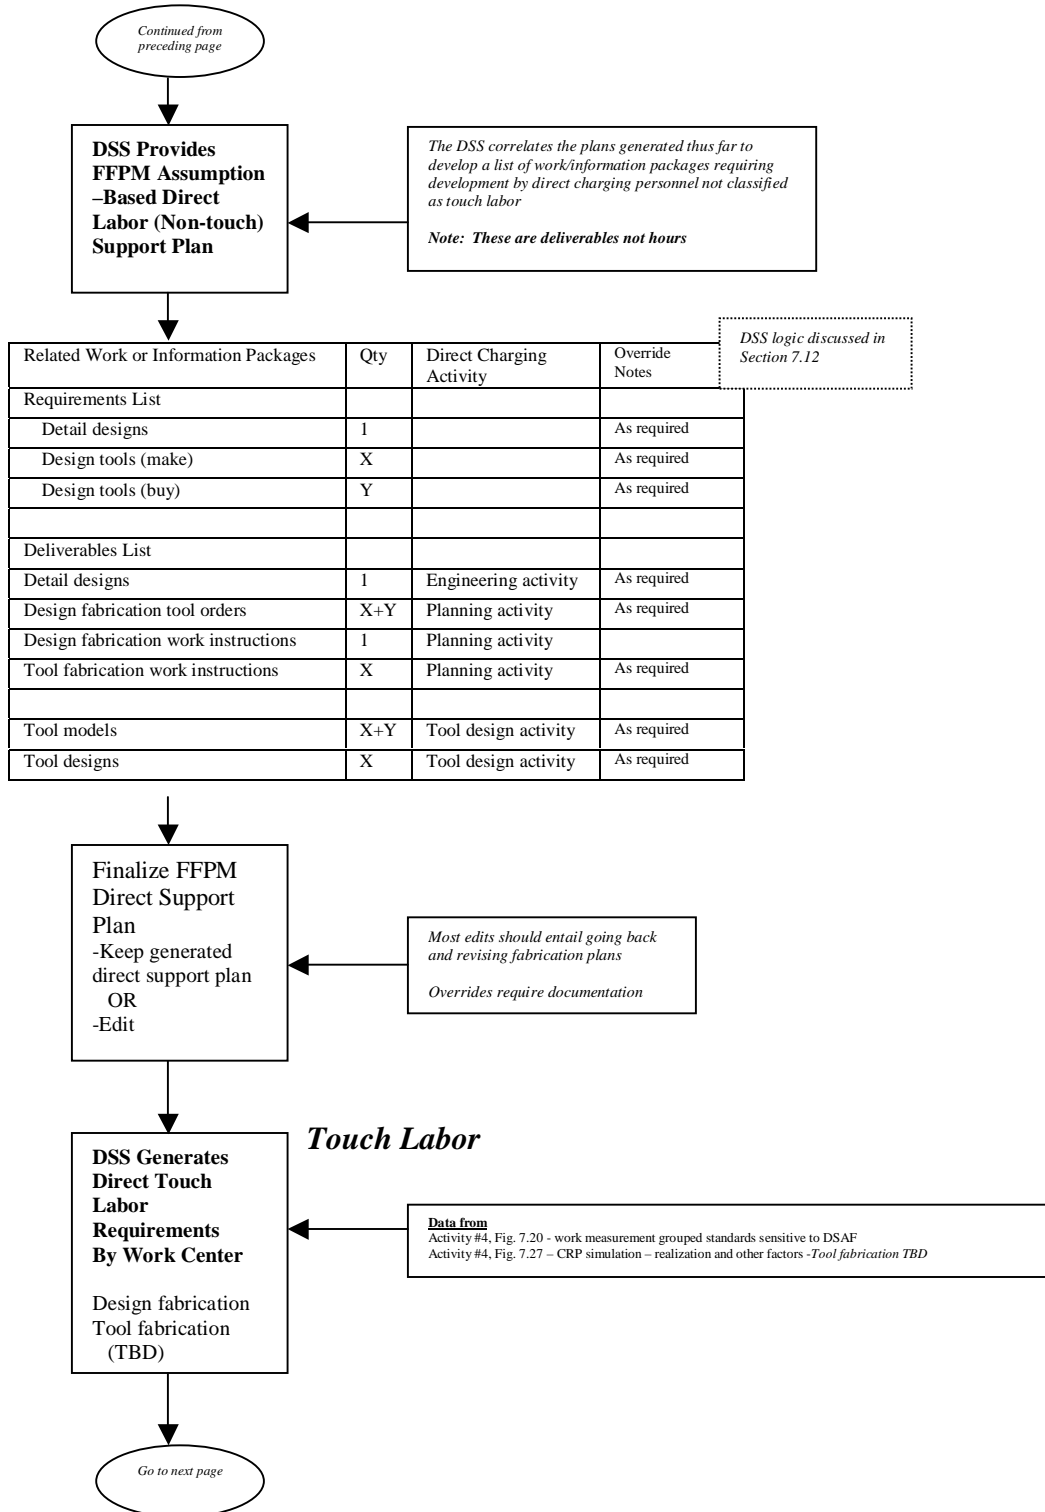 Continued from
preceding page
DSS Provides
FFPM Assumption
–Based Direct
Labor (Non-touch)
Support Plan
The DSS correlates the plans generated thus far to
develop a list of work/information packages requiring
development by direct charging personnel not classified
as touch labor
Note:  These are deliverables not hours
DSS logic discussed in
Section 7.12
Related Work or Information Packages Qty Direct Charging Override
Activity Notes
Requirements List
Detail designs 1 As required
Design tools (make) X As required
Design tools (buy) Y As required
Deliverables List
Detail designs 1 Engineering activity As required
Design fabrication tool orders X+Y Planning activity As required
Design fabrication work instructions 1 Planning activity
Tool fabrication work instructions X Planning activity As required
Tool models X+Y Tool design activity As required
Tool designs X Tool design activity As required
Finalize FFPM
Direct Support
Plan
-Keep generated
direct support plan
OR
-Edit
Most edits should entail going back
and revising fabrication plans
Overrides require documentation
Touch Labor
DSS Generates
Direct Touch
Labor
Requirements
By Work Center
Design fabrication
Tool fabrication
(TBD)
Data from
Activity #4, Fig. 7.20 - work measurement grouped standards sensitive to DSAF
Activity #4, Fig. 7.27 – CRP simulation – realization and other factors -Tool fabrication TBD
Go to next page